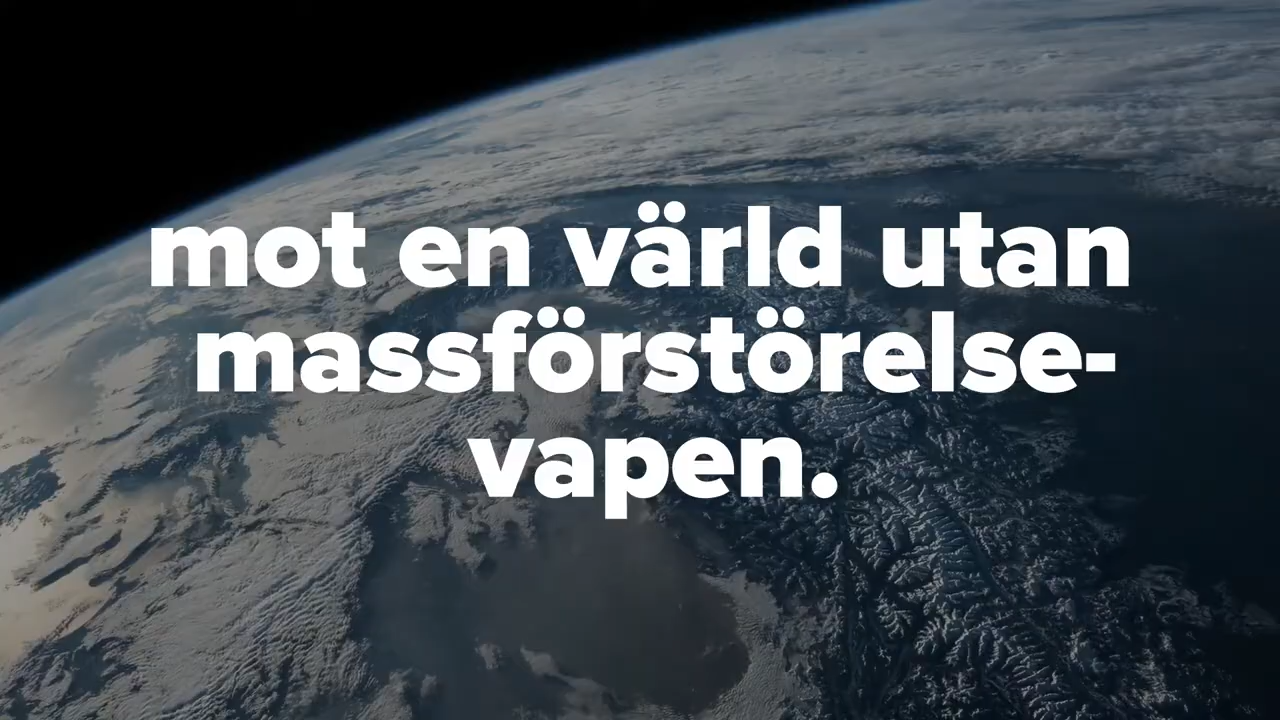 mot en värld utan
massförstörelse-
vapen.